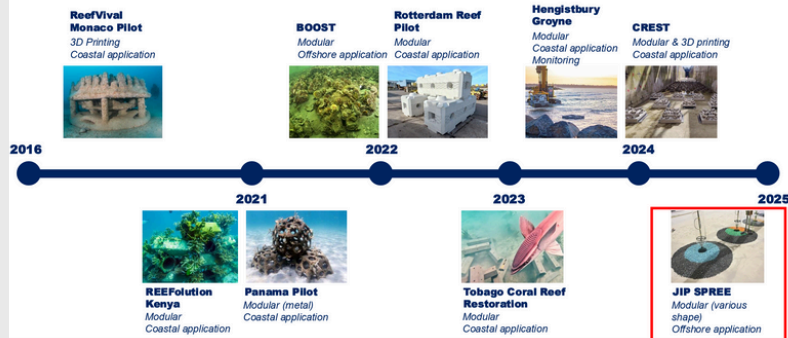 ReefVival
Monaco Pilot
3D Printing
Coastal application
BOOST
Modular
Offshore application
Rotterdam Reef
Pilot
Modular
Coastal application
Hengistbury
Groyne
Modular
Coastal application
Monitoring
CREST
Modular & 3D printing
Coastal application
2016
2022
2024
2021
2023
2025
REEFolution
Kenya
Modular
Coastal application
Panama Pilot
Modular (metal)
Coastal application
Tobago Coral Reef
Restoration
Modular
Coastal application
JIP SPREE
Modular (various
shape)
Offshore application